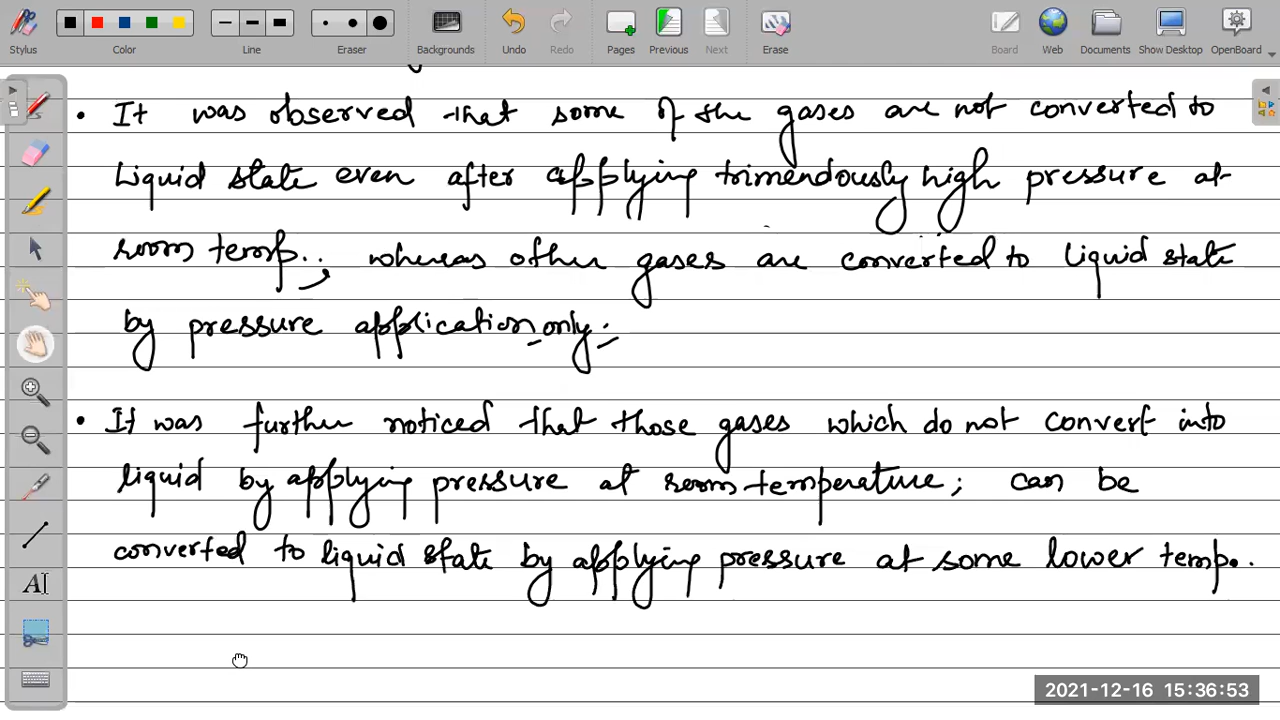 Stylus
Color
Line
Eraser
Backgrounds
Undo
Redo
Pages
Previous
Next
Erase
Board
Web
Documents
Show Desktop
OpenBoard
• It was observed that some of the gases are not converted to
liquid state even after applying trimendously high pressure at
room temp., whereas other gases are converted to liquid state
by pressure application only.
• It was further noticed that those gases which do not convert into
liquid by applying pressure at room temperature; can be
converted to liquid state by applying pressure at some lower temp.
2021-12-16 15:36:53